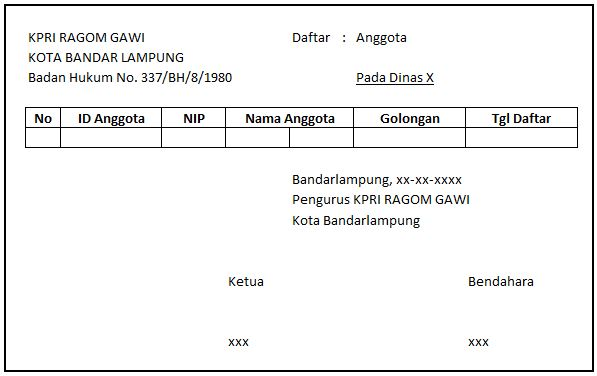 KPRI RAGOM GAWI Daftar : Anggota
KOTA BANDAR LAMPUNG
Badan Hukum No. 337/BH/8/1980 Pada Dinas X
No ID Anggota NIP Nama Anggota Golongan Tgl Daftar
Bandarlampung, xx-xx-xxxx
Pengurus KPRI RAGOM GAWI
Kota Bandarlampung
Ketua Bendahara
xxx xxx